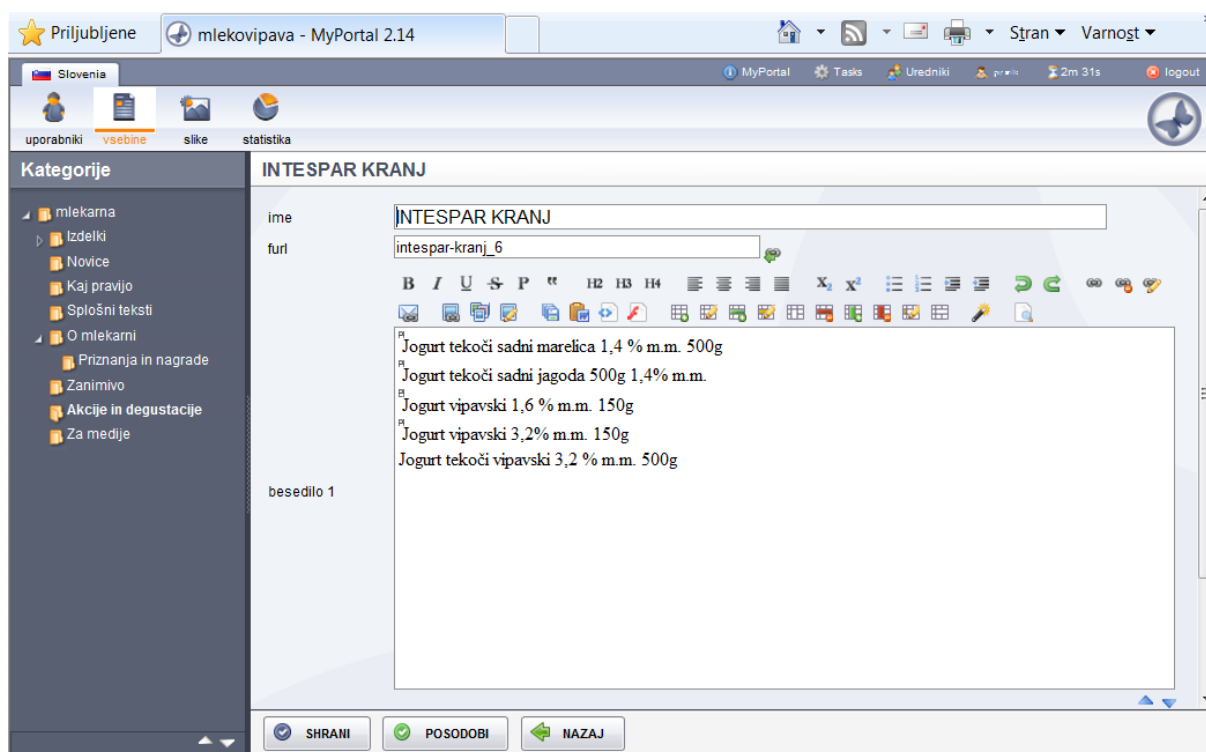 Priljubljene
mlekovipava - MyPortal 2.14
Stran
Varnost
Slovenia
MyPortal
Tasks
Uredniki
2m 31s
logout
uporabniki
vsebine
slike
statistika
Kategorije
INTESPAR KRANJ
mlekarna
Izdelki
Novice
Kaj pravijo
Splošni teksti
O mlekarni
Priznanja in nagrade
Zanimivo
Akcije in degustacije
Za medije
ime
INTESPAR KRANJ
furl
intespar-kranj_6
B I U S P " H2 H3 H4 X2 X2
Jogurt tekoči sadni marelica 1,4 % m.m. 500g
Jogurt tekoči sadni jagoda 500g 1,4% m.m.
Jogurt vipavski 1,6 % m.m. 150g
Jogurt vipavski 3,2% m.m. 150g
Jogurt tekoči vipavski 3,2 % m.m. 500g
besedilo 1
SHRANI
POSODOBI
NAZAJ